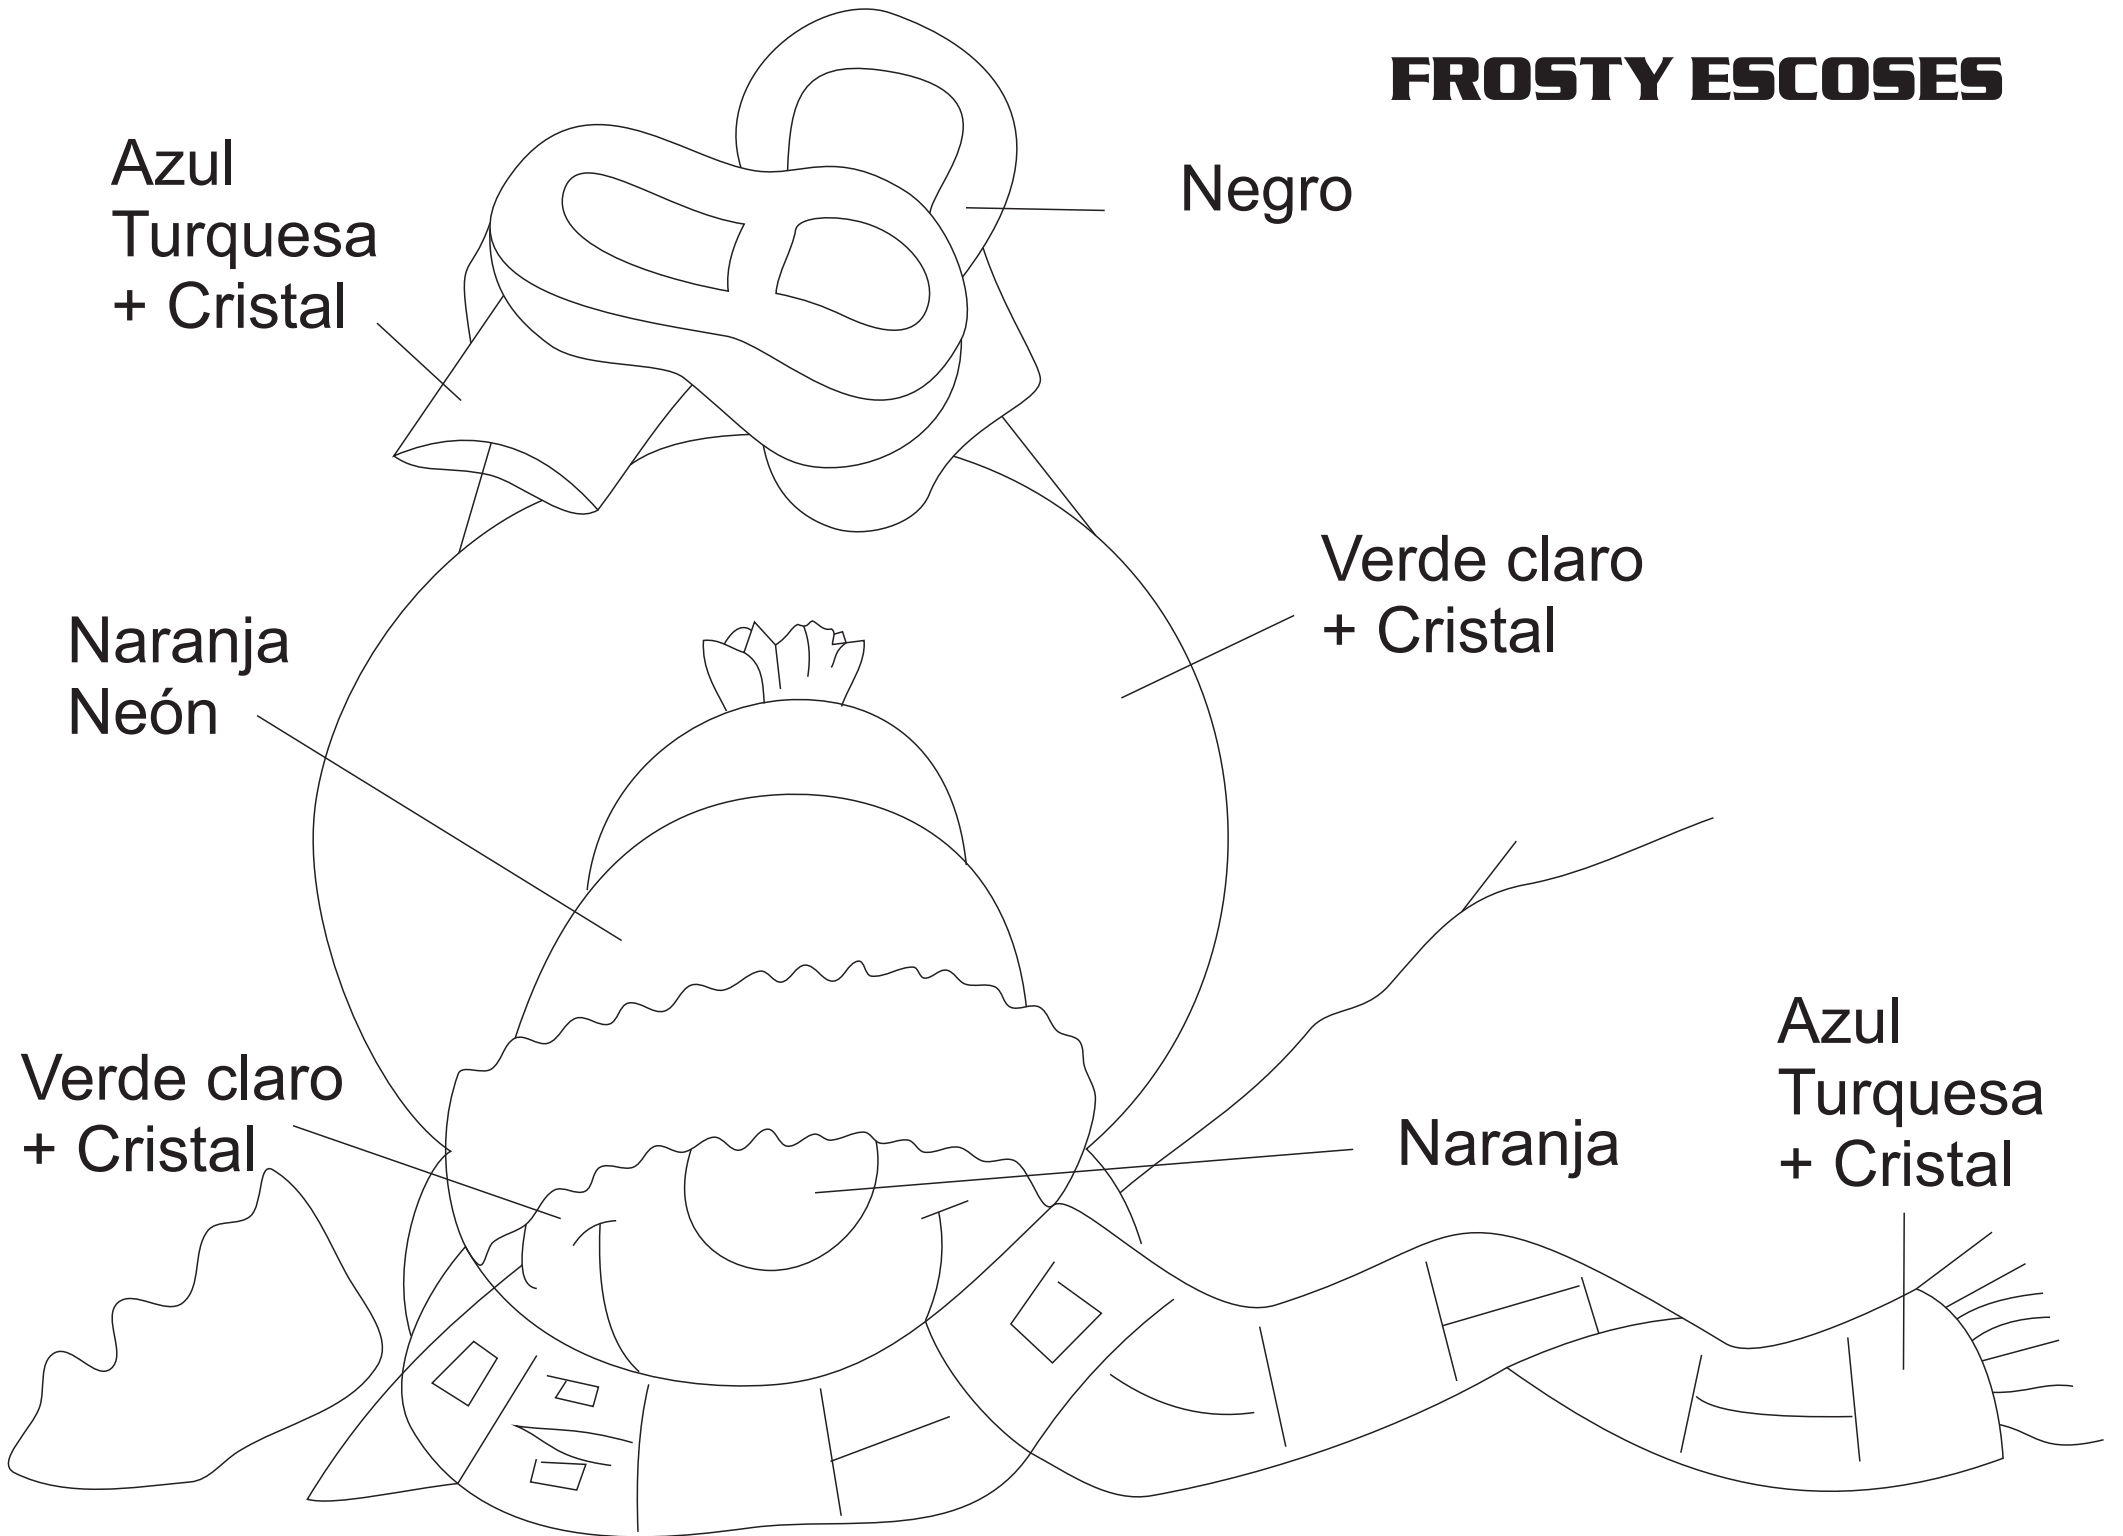 FROSTY ESCOSES
Azul
Turquesa
+ Cristal
Negro
Verde claro
+ Cristal
Naranja
Neón
Verde claro
+ Cristal
Naranja
Azul
Turquesa
+ Cristal